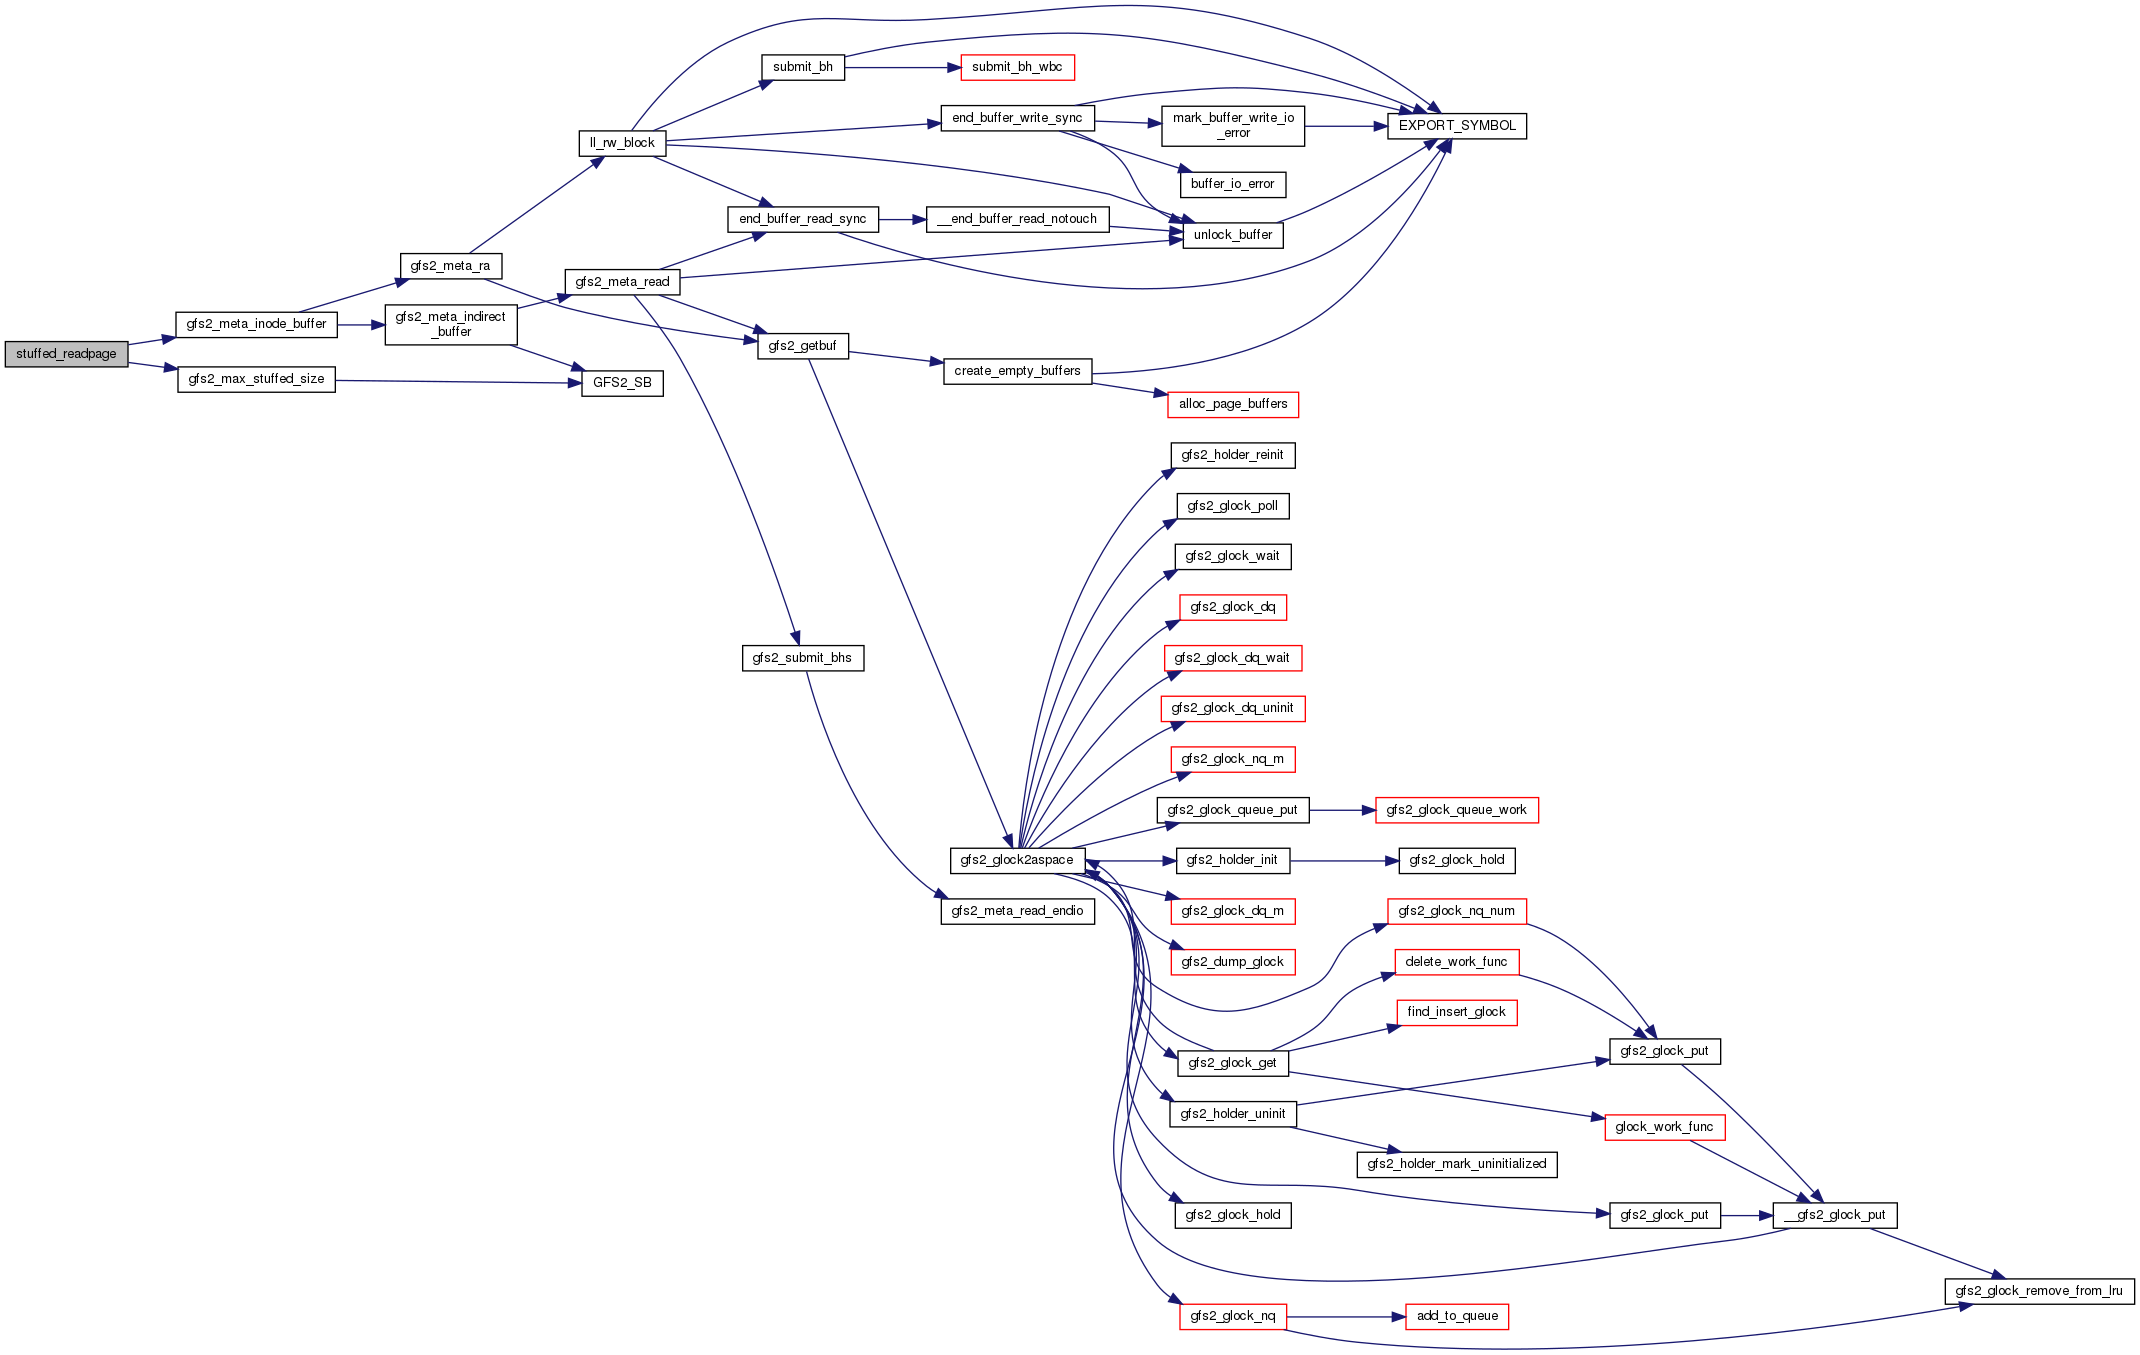 submit_bh
submit_bh_wbc
end_buffer_write_sync
mark_buffer_write_io
_error
EXPORT_SYMBOL
ll_rw_block
buffer_io_error
end_buffer_read_sync
__end_buffer_read_notouch
unlock_buffer
gfs2_meta_ra
gfs2_meta_read
gfs2_meta_inode_buffer
gfs2_meta_indirect
_buffer
stuffed_readpage
gfs2_getbuf
gfs2_max_stuffed_size
GFS2_SB
create_empty_buffers
alloc_page_buffers
gfs2_holder_reinit
gfs2_glock_poll
gfs2_glock_wait
gfs2_glock_dq
gfs2_submit_bhs
gfs2_glock_dq_wait
gfs2_glock_dq_uninit
gfs2_glock_nq_m
gfs2_glock_queue_put
gfs2_glock_queue_work
gfs2_glock2aspace
gfs2_holder_init
gfs2_glock_hold
gfs2_meta_read_endio
gfs2_glock_dq_m
gfs2_glock_nq_num
gfs2_dump_glock
delete_work_func
find_insert_glock
gfs2_glock_put
gfs2_glock_get
gfs2_holder_uninit
glock_work_func
gfs2_holder_mark_uninitialized
gfs2_glock_hold
gfs2_glock_put
__gfs2_glock_put
gfs2_glock_remove_from_lru
gfs2_glock_nq
add_to_queue